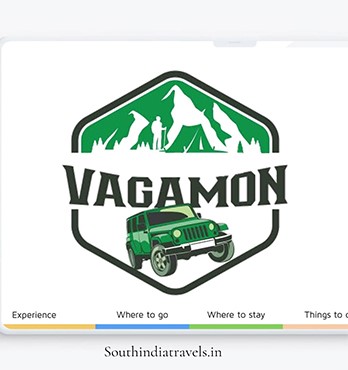 VAGAMON
Experience Where to go Where to stay Things to
Southindiatravels.in